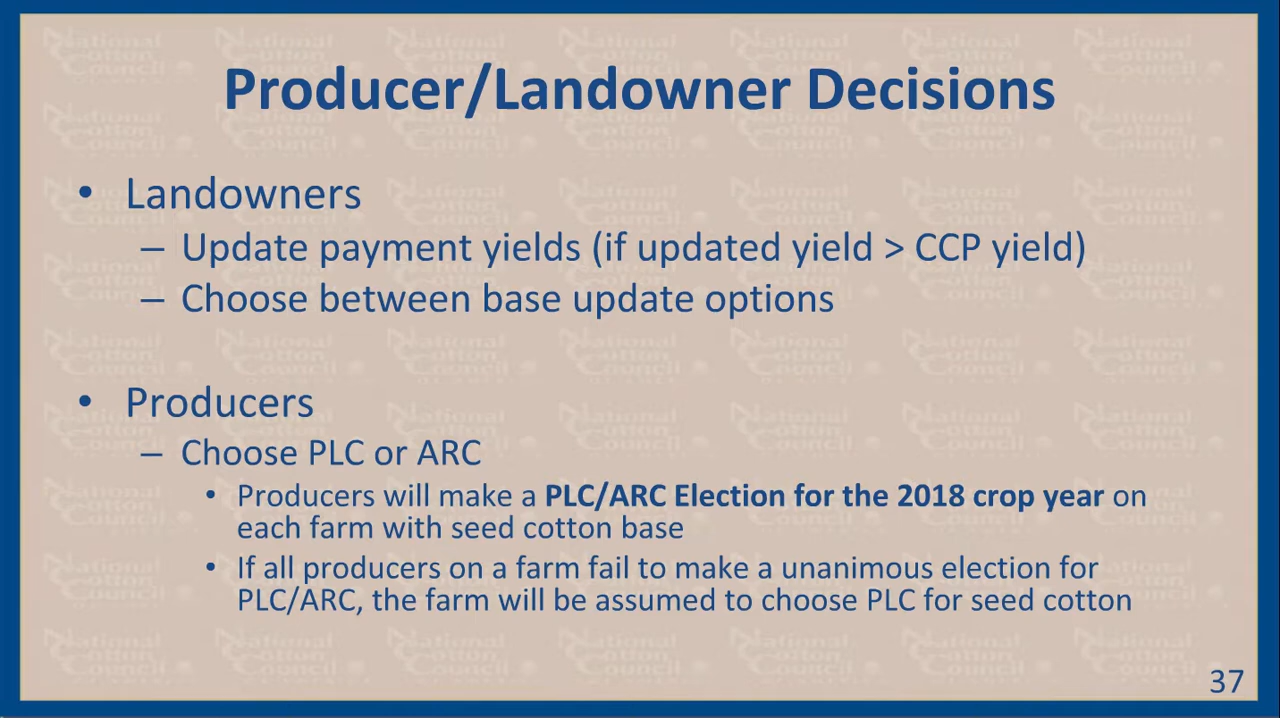 Producer/Landowner Decisions
• Landowners
– Update payment yields (if updated yield > CCP yield)
– Choose between base update options
• Producers
– Choose PLC or ARC
• Producers will make a PLC/ARC Election for the 2018 crop year on
each farm with seed cotton base
• If all producers on a farm fail to make a unanimous election for
PLC/ARC, the farm will be assumed to choose PLC for seed cotton
37
National
Cotton
Council